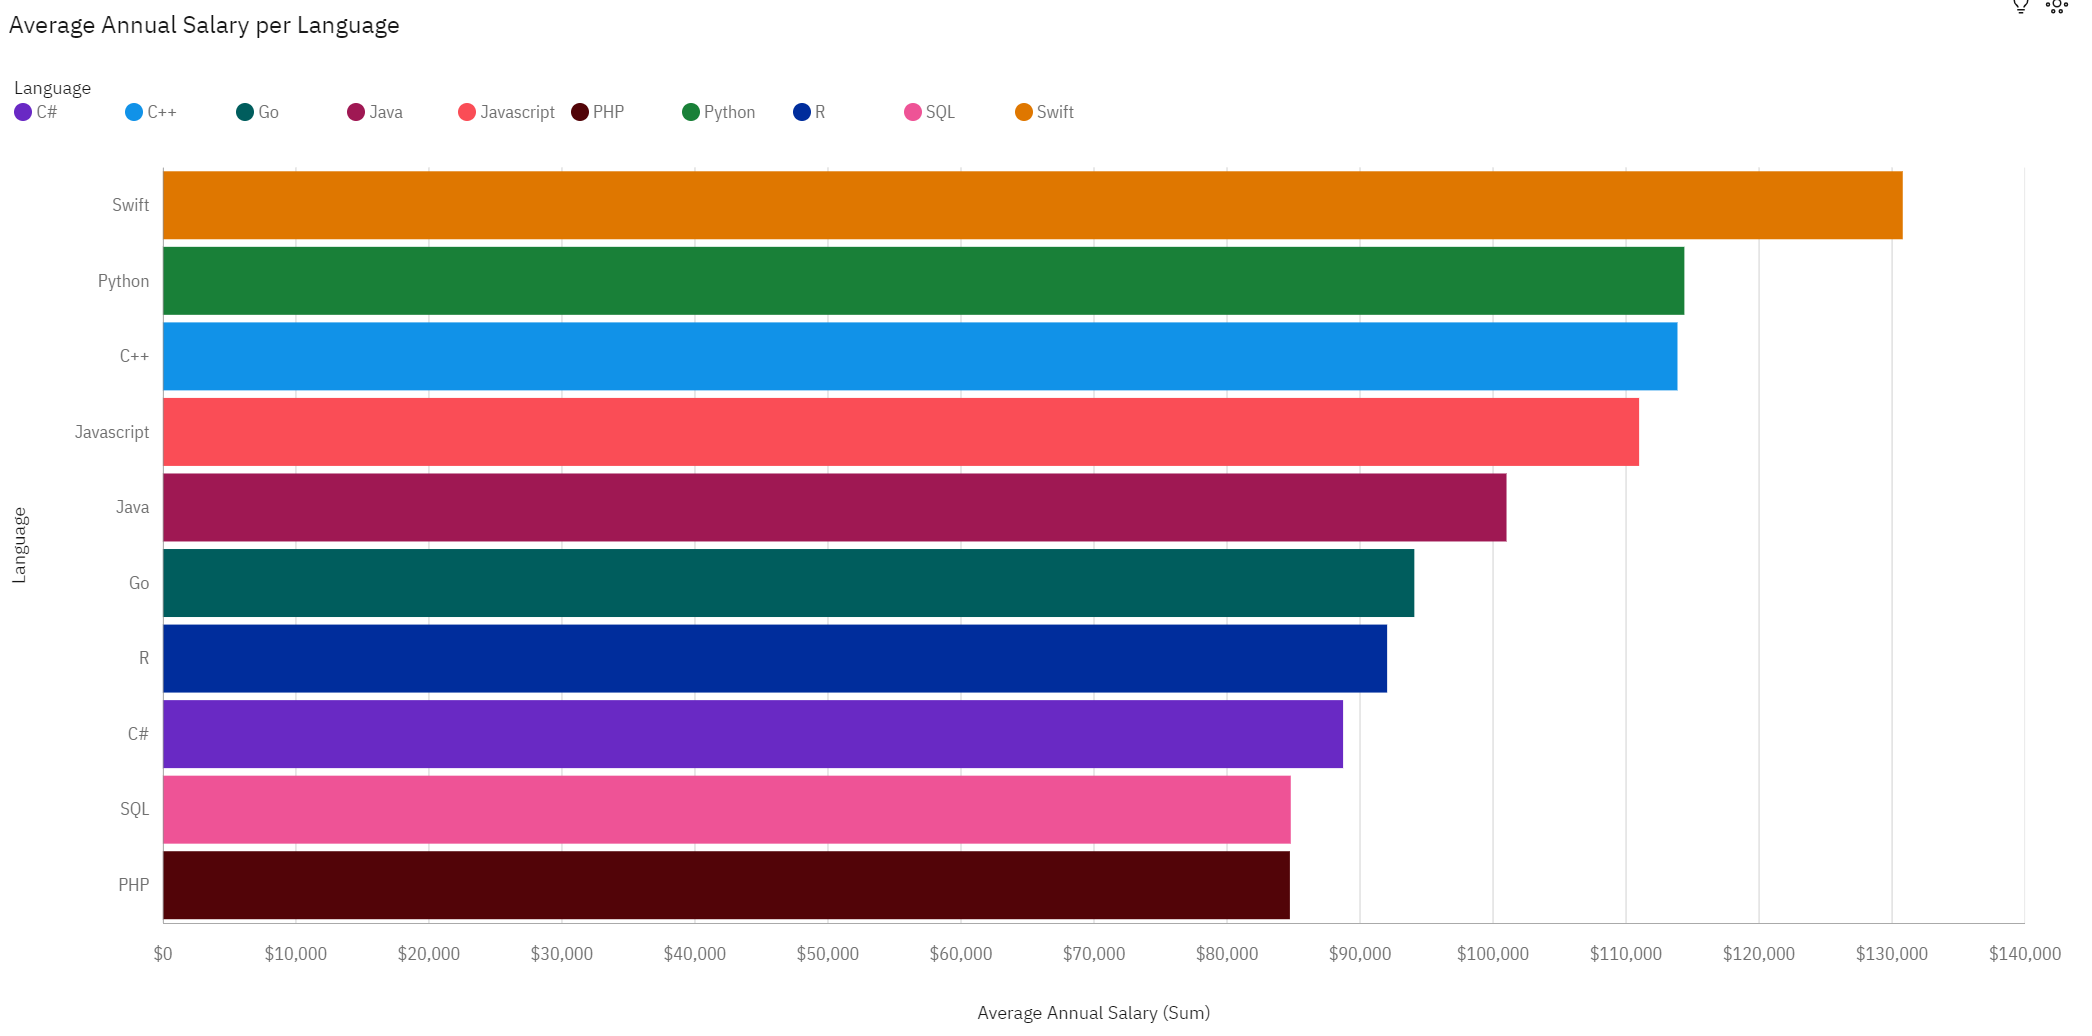 Average Annual Salary per Language
Language
C# C++ Go Java Javascript PHP Python R SQL Swift
Language
Swift
Python
C++
Javascript
Java
Go
R
C#
SQL
PHP
$0 $10,000 $20,000 $30,000 $40,000 $50,000 $60,000 $70,000 $80,000 $90,000 $100,000 $110,000 $120,000 $130,000 $140,000
Average Annual Salary (Sum)